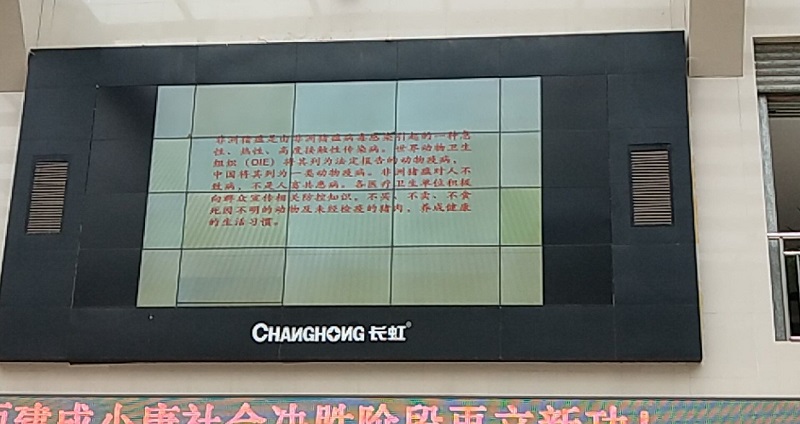 非洲猪瘟是由非洲猪瘟病毒感染引起的一种急
性、热性、高度接触性传染病。世界动物卫生
组织（OIE）将其列为法定报告的动物疫病，
中国将其列为一类动物疫病。非洲猪瘟对人不
致病，不是人畜共患病。各医疗卫生单位积极
向群众宣传相关防控知识，不买、不卖、不食
死因不明的动物及未经检疫的猪肉，养成健康
的生活习惯。
CHANGHONG 长虹®
建成小康社会决胜阶段再立新功！